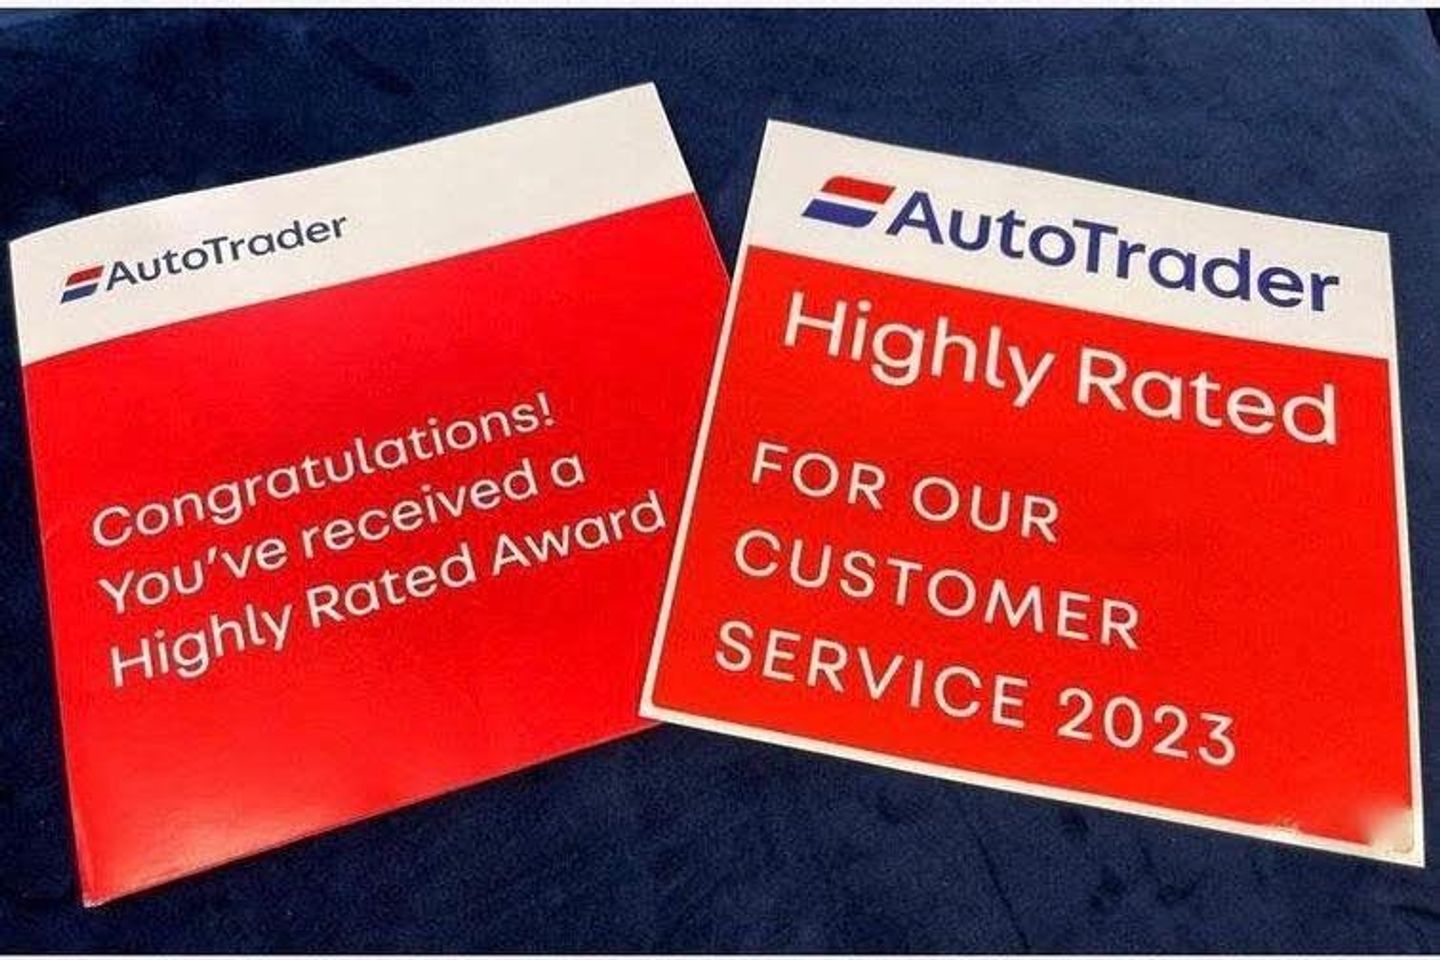 AutoTrader
Congratulations!
You've received a
Highly Rated Award
AutoTrader
Highly Rated
FOR OUR
CUSTOMER
SERVICE 2023